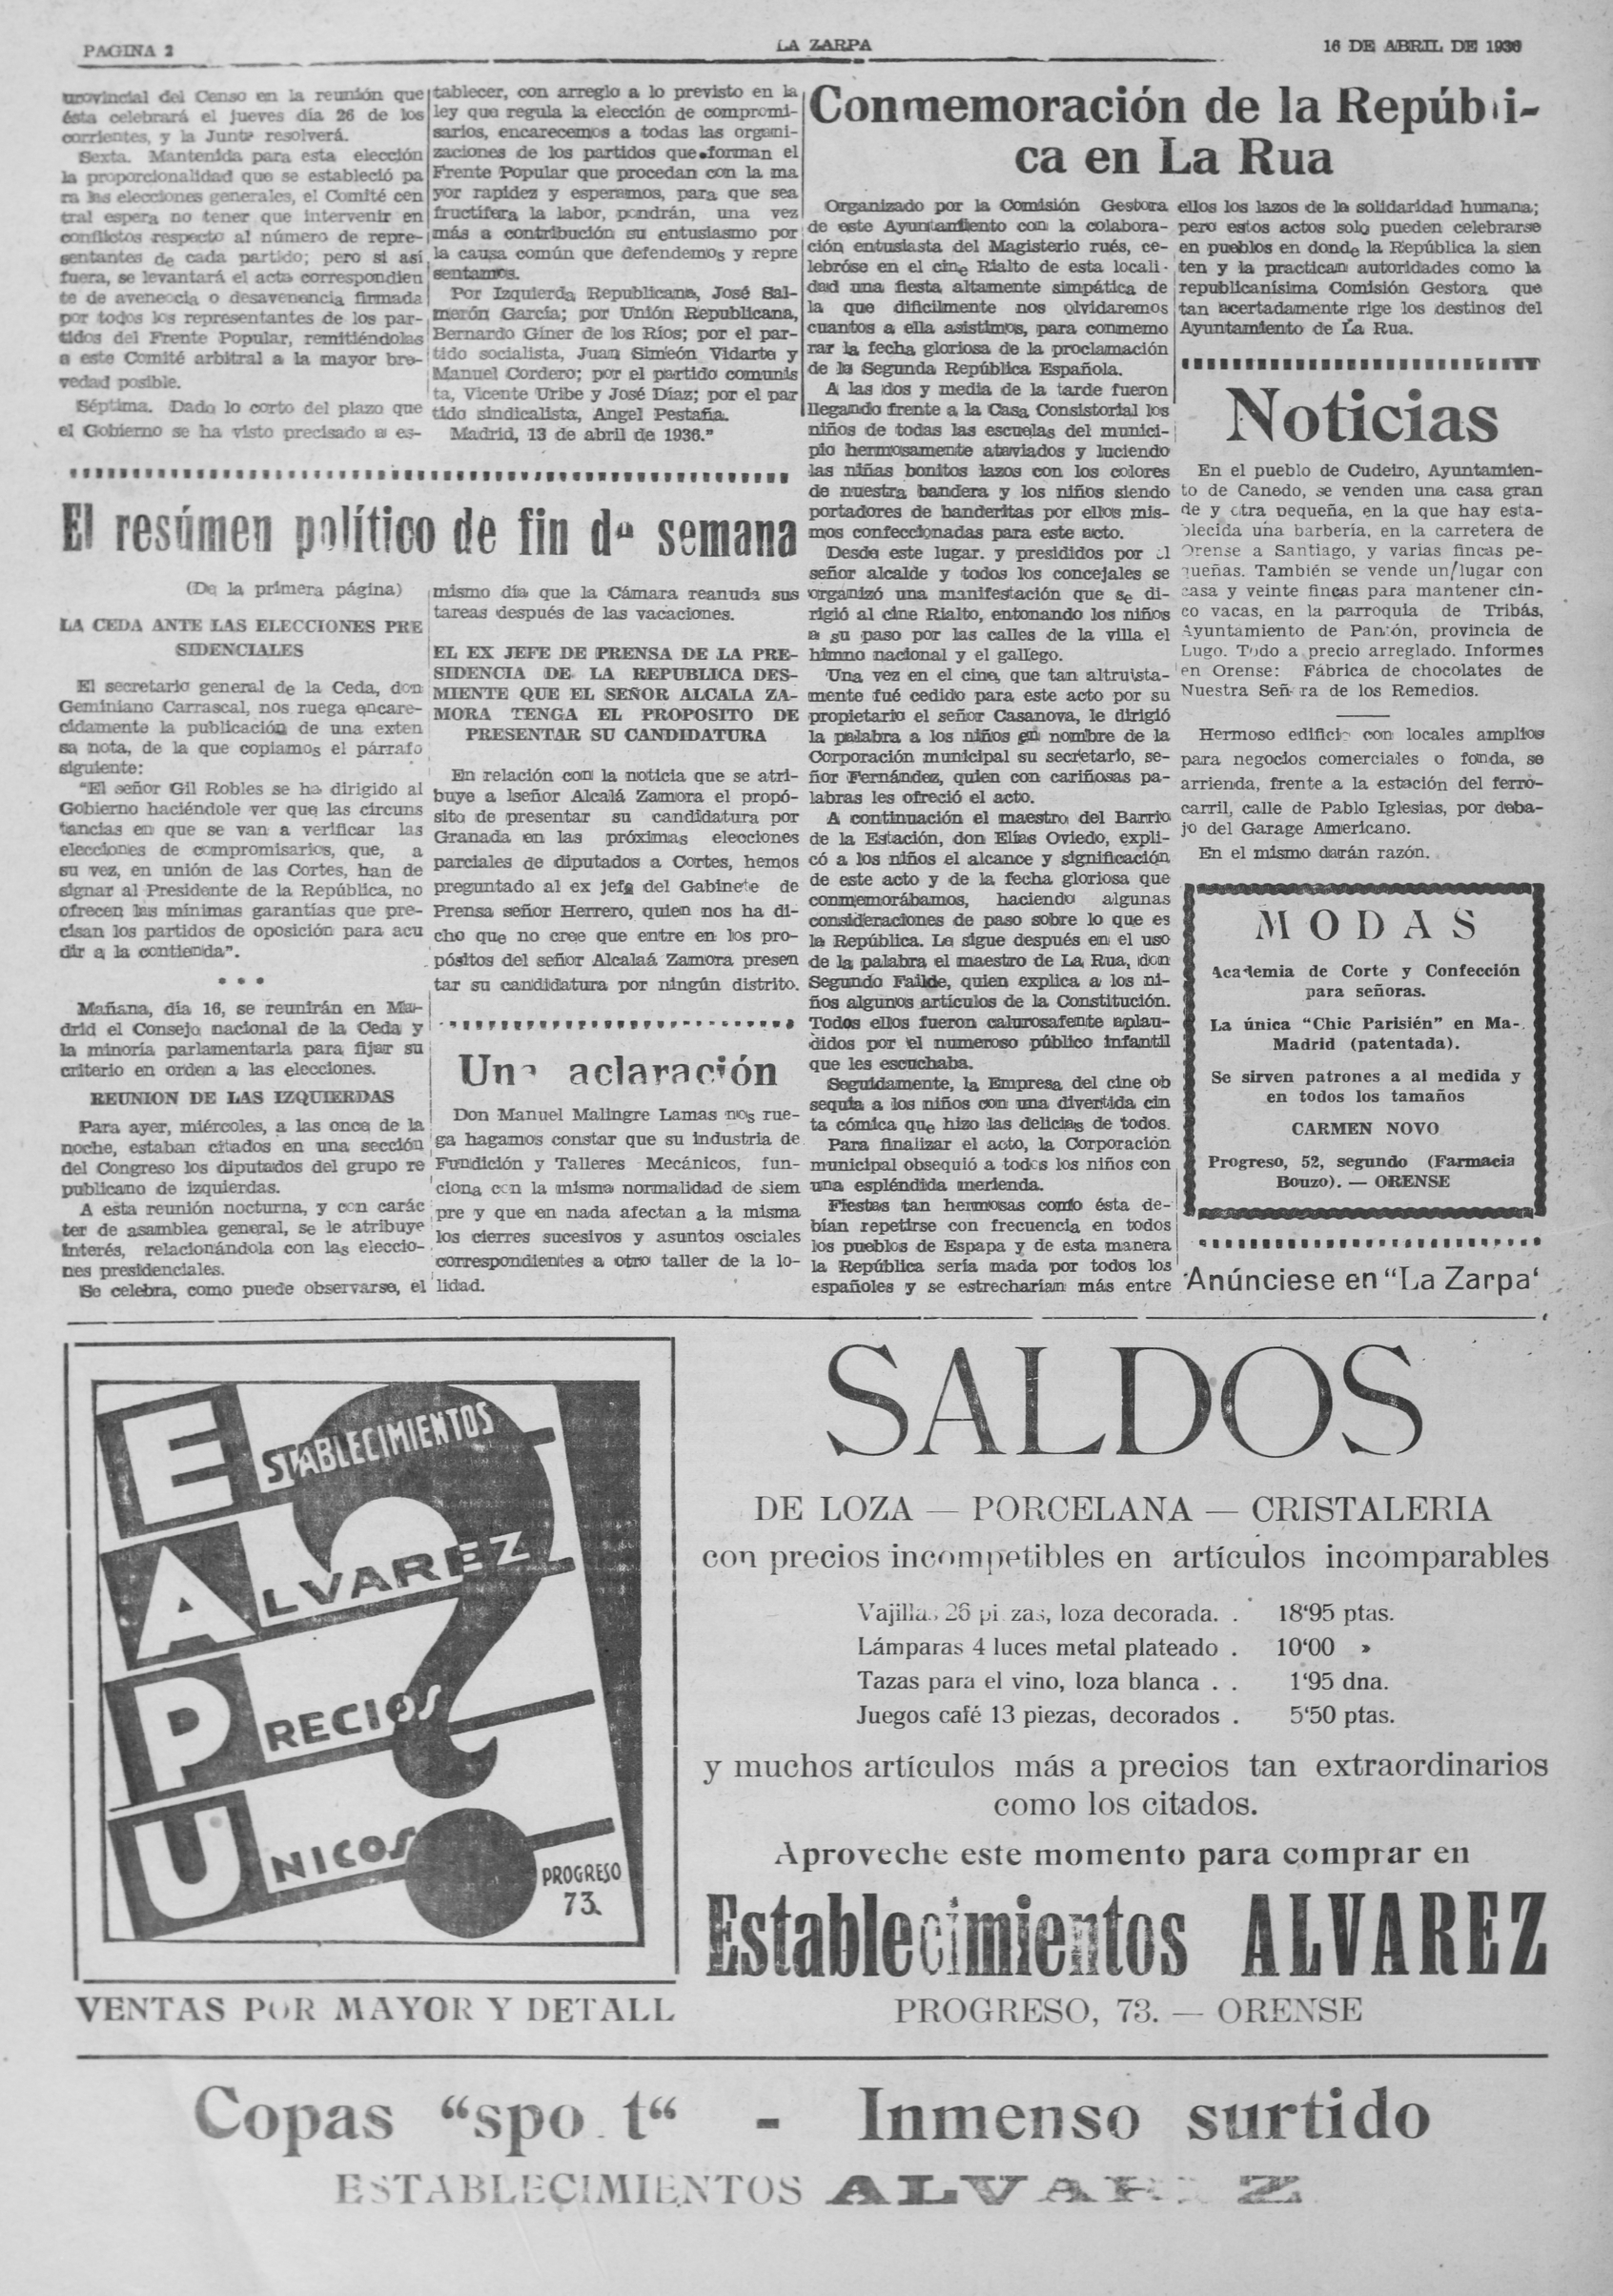 PAGINA 2
LA ZARPA
16 DE ABRIL DE 1936
provincial del Censo en la reunión que
ésta celebrará el jueves día 26 de los
corrientes, y la Junta resolverá.
Sexta. Mantenida para esta elección
la proporcionalidad que se estableció pa
ra las elecciones generales, el Comité cen
tral espera no tener que intervenir en
conflictos respecto al número de repre-
sentantes de cada partido; pero si así
fuera, se levantará el acta correspondien
te de avenencia o desavenencia firmada
por todos los representantes de los par-
tidos del Frente Popular, remitiéndolas
a este Comité arbitral a la mayor bre-
vedad posible.
Séptima. Dado lo corto del plazo que
el Gobierno se ha visto precisado a es-
tablecer, con arreglo a lo previsto en la
ley que regula la elección de compromi-
sarios, encarecemos a todas las organi-
zaciones de los partidos que forman el
Frente Popular que procedan con la ma
yor rapidez y esperamos, para que sea
fructífera la labor, pondrán, una vez
más a contribución su entusiasmo por
la causa común que defendemos y repre
sentamos.
Por Izquierda Republicana, José Sal-
merón García; por Unión Republicana,
Bernardo Giner de los Ríos; por el par-
tido socialista, Juan Simeón Vidarte y
Manuel Cordero; por el partido comunis
ta, Vicente Uribe y José Díaz; por el par
tido sindicalista, Angel Pestaña.
Madrid, 13 de abril de 1936."
El resúmen político de fin de semana
(De la primera página)
LA CEDA ANTE LAS ELECCIONES PRE
SIDENCIALES
El secretario general de la Ceda, don
Geminiano Carrascal, nos ruega encare-
cidamente la publicación de una exten
sa nota, de la que copiamos el párrafo
siguiente:
"El señor Gil Robles se ha dirigido al
Gobierno haciéndole ver que las circuns
tancias en que se van a verificar las
elecciones de compromisarios, que, a
su vez, en unión de las Cortes, han de
signar al Presidente de la República, no
ofrecen las mínimas garantías que pre-
cisan los partidos de oposición para acu
dir a la contienda".
* * *
Mañana, día 16, se reunirán en Ma-
drid el Consejo nacional de la Ceda y
la minoría parlamentaria para fijar su
criterio en orden a las elecciones.
REUNION DE LAS IZQUIERDAS
Para ayer, miércoles, a las once de la
noche, estaban citados en una sección
del Congreso los diputados del grupo re
publicano de izquierdas.
A esta reunión nocturna, y con carác
ter de asamblea general, se le atribuye
interés, relacionándola con las eleccio-
nes presidenciales.
Se celebra, como puede observarse, el
mismo día que la Cámara reanuda sus
tareas después de las vacaciones.
EL EX JEFE DE PRENSA DE LA PRE-
SIDENCIA DE LA REPUBLICA DES-
MIENTE QUE EL SEÑOR ALCALA ZA-
MORA TENGA EL PROPOSITO DE
PRESENTAR SU CANDIDATURA
En relación con la noticia que se atri-
buye a lseñor Alcalá Zamora el propó-
sito de presentar su candidatura por
Granada en las próximas elecciones
parciales de diputados a Cortes, hemos
preguntado al ex jefe del Gabinete de
Prensa señor Herrero, quien nos ha di-
cho que no cree que entre en los pro-
pósitos del señor Alcalaá Zamora presen
tar su candidatura por ningún distrito.
Una aclaración
Don Manuel Malingre Lamas nos rue-
ga hagamos constar que su industria de
Fundición y Talleres Mecánicos, fun-
ciona con la misma normalidad de siem
pre y que en nada afectan a la misma
los cierres sucesivos y asuntos osciales
correspondientes a otro taller de la lo-
lidad.
Conmemoración de la Repúbli-
ca en La Rua
Organizado por la Comisión Gestora
de este Ayuntamiento con la colabora-
ción entusiasta del Magisterio rués, ce-
lebróse en el cine Rialto de esta locali-
dad una fiesta altamente simpática de
la que dificilmente nos olvidaremos
cuantos a ella asistimos, para conmemo
rar la fecha gloriosa de la proclamación
de la Segunda República Española.
A las dos y media de la tarde fueron
llegando frente a la Casa Consistorial los
niños de todas las escuelas del munici-
pio hermosamente ataviados y luciendo
las niñas bonitos lazos con los colores
de nuestra bandera y los niños siendo
portadores de banderitas por ellos mis-
mos confeccionadas para este acto.
Desde este lugar. y presididos por el
señor alcalde y todos los concejales se
organizó una manifestación que se di-
rigió al cine Rialto, entonando los niños
a su paso por las calles de la villa el
himno nacional y el gallego.
Una vez en el cine, que tan altruista-
mente fué cedido para este acto por su
propietario el señor Casanova, le dirigió
la palabra a los niños en nombre de la
Corporación municipal su secretario, se-
ñor Fernández, quien con cariñosas pa-
labras les ofreció el acto.
A continuación el maestro del Barrio
de la Estación, don Elías Oviedo, expli-
có a los niños el alcance y significación
de este acto y de la fecha gloriosa que
conmemorábamos, haciendo algunas
consideraciones de paso sobre lo que es
la República. Le sigue después en el uso
de la palabra el maestro de La Rua, don
Segundo Failde, quien explica a los ni-
ños algunos artículos de la Constitución.
Todos ellos fueron calurosafente aplau-
didos por el numeroso público infantil
que les escuchaba.
Seguidamente, la Empresa del cine ob
sequia a los niños con una divertida cin
ta cómica que hizo las delicias de todos.
Para finalizar el acto, la Corporación
municipal obsequió a todos los niños con
una espléndida merienda.
Fiestas tan hermosas como ésta de-
bían repetirse con frecuencia en todos
los pueblos de Espapa y de esta manera
la República sería mada por todos los
españoles y se estrecharían más entre
ellos los lazos de la solidaridad humana;
pero estos actos solo pueden celebrarse
en pueblos en donde la República la sien
ten y la practican autoridades como la
republicanísima Comisión Gestora que
tan acertadamente rige los destinos del
Ayuntamiento de La Rua.
Noticias
En el pueblo de Cudeiro, Ayuntamien-
to de Canedo, se venden una casa gran
de y otra pequeña, en la que hay esta-
blecida una barbería, en la carretera de
Orense a Santiago, y varias fincas pe-
queñas. También se vende un/lugar con
casa y veinte fincas para mantener cin-
co vacas, en la parroquia de Tribás,
Ayuntamiento de Pantón, provincia de
Lugo. Todo a precio arreglado. Informes
en Orense: Fábrica de chocolates de
Nuestra Señora de los Remedios.
Hermoso edificio con locales amplios
para negocios comerciales o fonda, se
arrienda, frente a la estación del ferro-
carril, calle de Pablo Iglesias, por deba-
jo del Garage Americano.
En el mismo darán razón.
MODAS
Academia de Corte y Confección
para señoras.
La única "Chic Parisién" en Ma-
Madrid (patentada).
Se sirven patrones a al medida y
en todos los tamaños
CARMEN NOVO
Progreso, 52, segundo (Farmacia
Bouzo). — ORENSE
Anúnciese en "La Zarpa"
ESTABLECIMIENTOS
ALVAREZ
PRECIOS
UNICOS
PROGRESO
73.
VENTAS POR MAYOR Y DETALL
SALDOS
DE LOZA — PORCELANA — CRISTALERIA
con precios incompetibles en artículos incomparables
Vajillas 26 piezas, loza decorada. . 18'95 ptas.
Lámparas 4 luces metal plateado . 10'00 »
Tazas para el vino, loza blanca . . 1'95 dna.
Juegos café 13 piezas, decorados . 5'50 ptas.
y muchos artículos más a precios tan extraordinarios
como los citados.
Aproveche este momento para comprar en
Establecimientos ALVAREZ
PROGRESO, 73. — ORENSE
Copas "spo t" - Inmenso surtido
ESTABLECIMIENTOS ALVAREZ